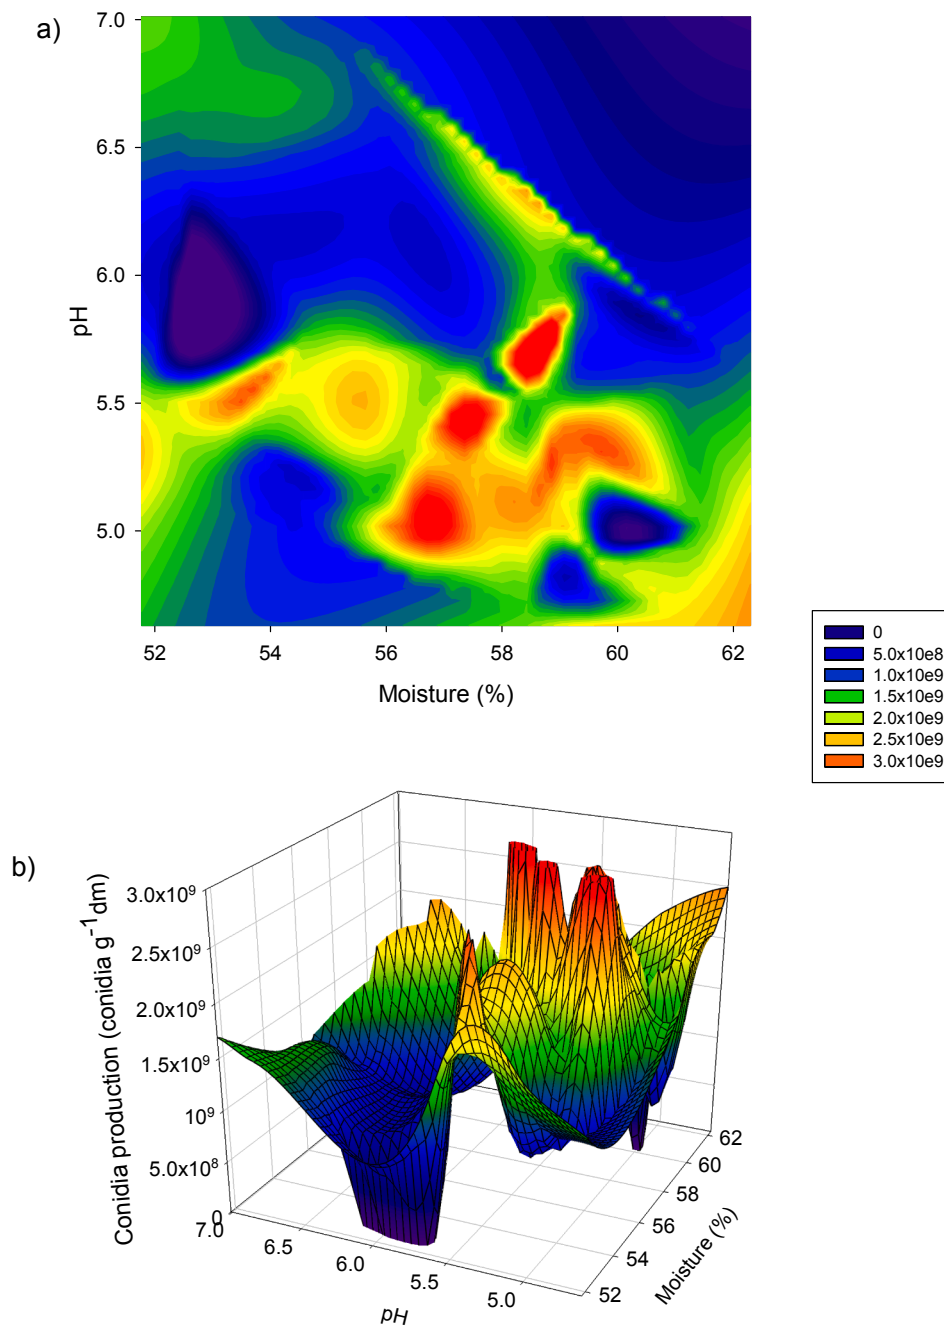 a)
7.0
6.5
6.0
5.5
5.0
pH
52 54 56 58 60 62
Moisture (%)
0
5.0x10e8
1.0x10e9
1.5x10e9
2.0x10e9
2.5x10e9
3.0x10e9
b)
Conidia production (conidia g⁻¹dm)
3.0x10⁹
2.5x10⁹
2.0x10⁹
1.5x10⁹
10⁹
5.0x10⁸
0
7.0
6.5
6.0
5.5
5.0
pH
62
60
58
56
54
52
Moisture (%)